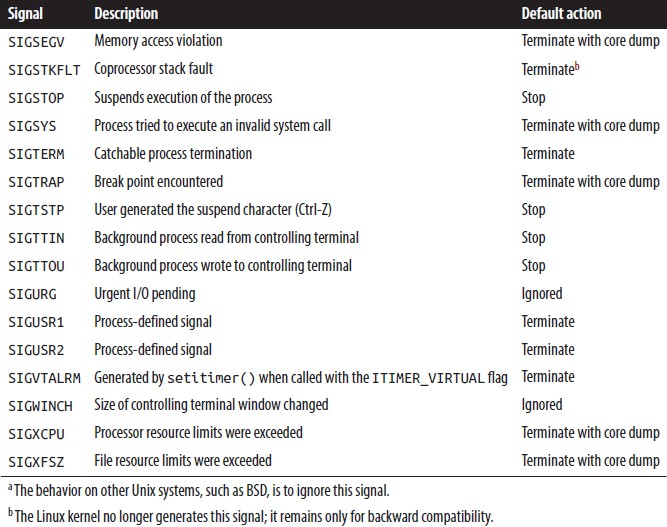 Signal Description Default action
SIGSEGV Memory access violation Terminate with core dump
SIGSTKFLT Coprocessor stack fault Terminateb
SIGSTOP Suspends execution of the process Stop
SIGSYS Process tried to execute an invalid system call Terminate with core dump
SIGTERM Catchable process termination Terminate
SIGTRAP Break point encountered Terminate with core dump
SIGTSTP User generated the suspend character (Ctrl-Z) Stop
SIGTTIN Background process read from controlling terminal Stop
SIGTTOU Background process wrote to controlling terminal Stop
SIGURG Urgent I/O pending Ignored
SIGUSR1 Process-defined signal Terminate
SIGUSR2 Process-defined signal Terminate
SIGVTALRM Generated by setitimer() when called with the ITIMER_VIRTUAL flag Terminate
SIGWINCH Size of controlling terminal window changed Ignored
SIGXCPU Processor resource limits were exceeded Terminate with core dump
SIGXFSZ File resource limits were exceeded Terminate with core dump
a The behavior on other Unix systems, such as BSD, is to ignore this signal.
b The Linux kernel no longer generates this signal; it remains only for backward compatibility.